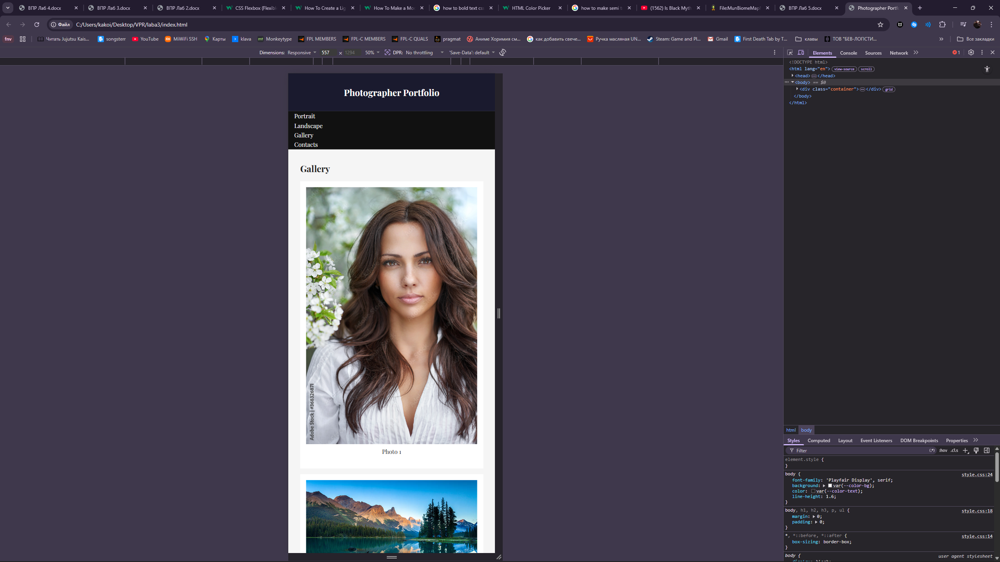 ВПР Лаб 4.docx
ВПР Лаб 3.docx
ВПР Лаб 2.docx
CSS Flexbox (Flexibl
How To Create a Lig
How To Make a Mod
how to bold text css
HTML Color Picker
how to make semi t
(1562) Is Black Myth
File:MunBiomeMap
ВПР Лаб 5.docx
Photographer Portfo
Файл
C:/Users/kakoi/Desktop/VPR/laba3/index.html
fnv
Читать Jujutsu Kais...
songsterr
YouTube
MiWiFi SSH
Карты
klava
mt Monkeytype
FPL MEMBERS
FPL-C MEMBERS
FPL-C QUALS
pragmat
Аниме Хоримия см...
как добавить свече...
Ручка масляная UN...
Steam: Game and Pl...
Gmail
First Death Tab by T...
клавы
ТОВ "БЕВ-ЛОГІСТИ...
Все закладки
Dimensions: Responsive 557 × 1294 50% DPR: No throttling 'Save-Data': default
Elements Console Sources Network 1
<!DOCTYPE html>
<html lang="en"> view-source scroll
<head>…</head>
<body> == $0
<div class="container">…</div> grid
</body>
</html>
Photographer Portfolio
Portrait
Landscape
Gallery
Contacts
Gallery
Adobe Stock | #368326871
Photo 1
html body
Styles Computed Layout Event Listeners DOM Breakpoints Properties
Filter :hov .cls
element.style {
}
body { style.css:24
font-family: 'Playfair Display', serif;
background: var(--color-bg);
color: var(--color-text);
line-height: 1.6;
}
body, h1, h2, h3, p, ul { style.css:18
margin: 0;
padding: 0;
}
*, *::before, *::after { style.css:14
box-sizing: border-box;
}
body { user agent stylesheet